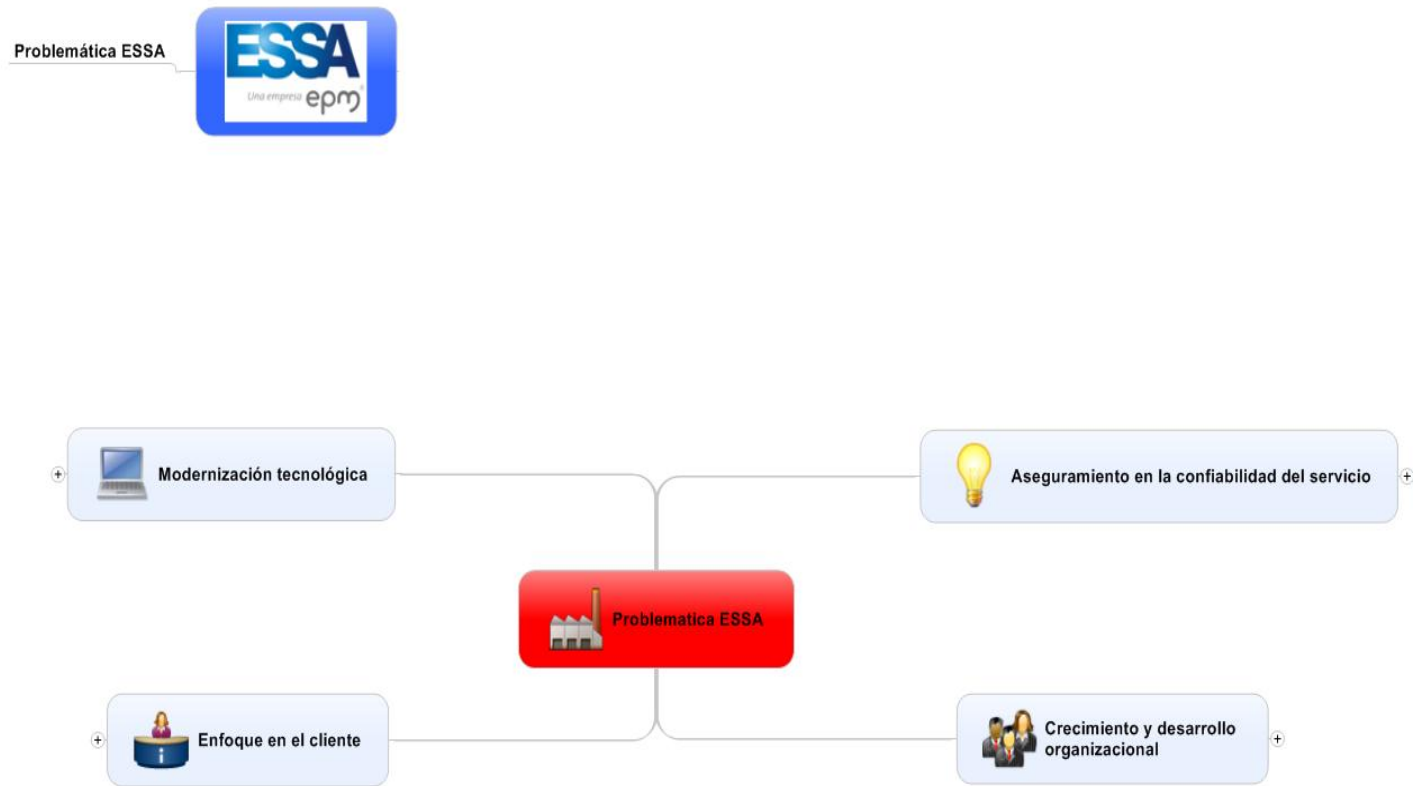 Problemática ESSA
ESSA
Una empresa epm
Modernización tecnológica
Aseguramiento en la confiabilidad del servicio
Problematica ESSA
Enfoque en el cliente
i
Crecimiento y desarrollo
organizacional